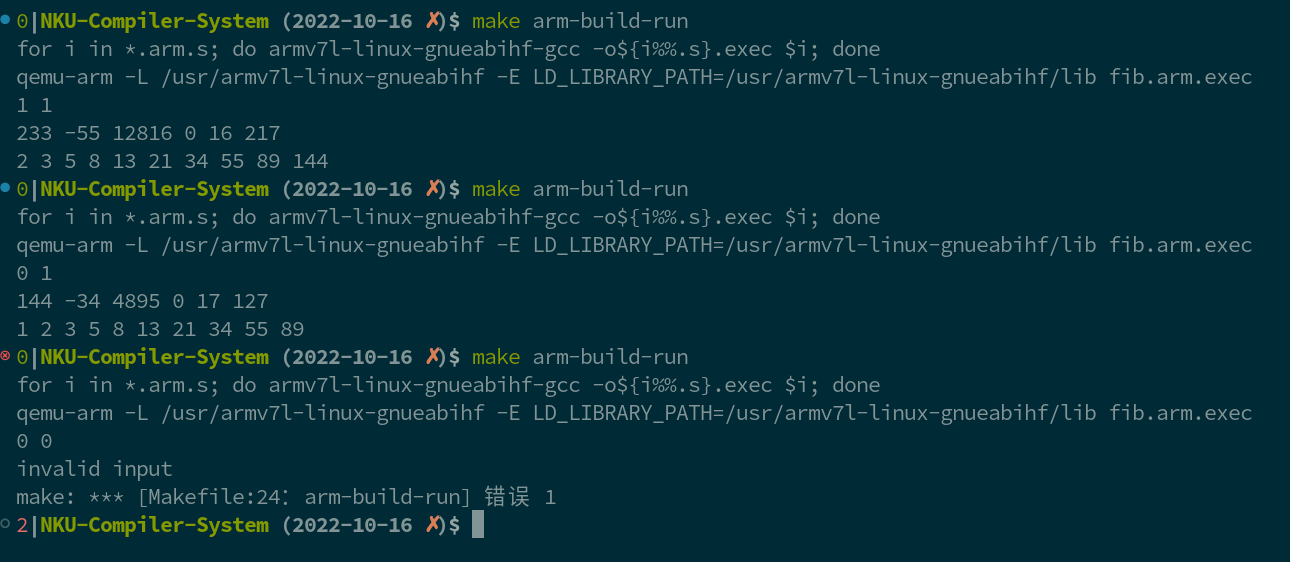 0|NKU-Compiler-System (2022-10-16 ✗)$ make arm-build-run
for i in *.arm.s; do armv7l-linux-gnueabihf-gcc -o${i%%.s}.exec $i; done
qemu-arm -L /usr/armv7l-linux-gnueabihf -E LD_LIBRARY_PATH=/usr/armv7l-linux-gnueabihf/lib fib.arm.exec
1 1
233 -55 12816 0 16 217
2 3 5 8 13 21 34 55 89 144
0|NKU-Compiler-System (2022-10-16 ✗)$ make arm-build-run
for i in *.arm.s; do armv7l-linux-gnueabihf-gcc -o${i%%.s}.exec $i; done
qemu-arm -L /usr/armv7l-linux-gnueabihf -E LD_LIBRARY_PATH=/usr/armv7l-linux-gnueabihf/lib fib.arm.exec
0 1
144 -34 4895 0 17 127
1 2 3 5 8 13 21 34 55 89
0|NKU-Compiler-System (2022-10-16 ✗)$ make arm-build-run
for i in *.arm.s; do armv7l-linux-gnueabihf-gcc -o${i%%.s}.exec $i; done
qemu-arm -L /usr/armv7l-linux-gnueabihf -E LD_LIBRARY_PATH=/usr/armv7l-linux-gnueabihf/lib fib.arm.exec
0 0
invalid input
make: *** [Makefile:24：arm-build-run] 错误 1
2|NKU-Compiler-System (2022-10-16 ✗)$